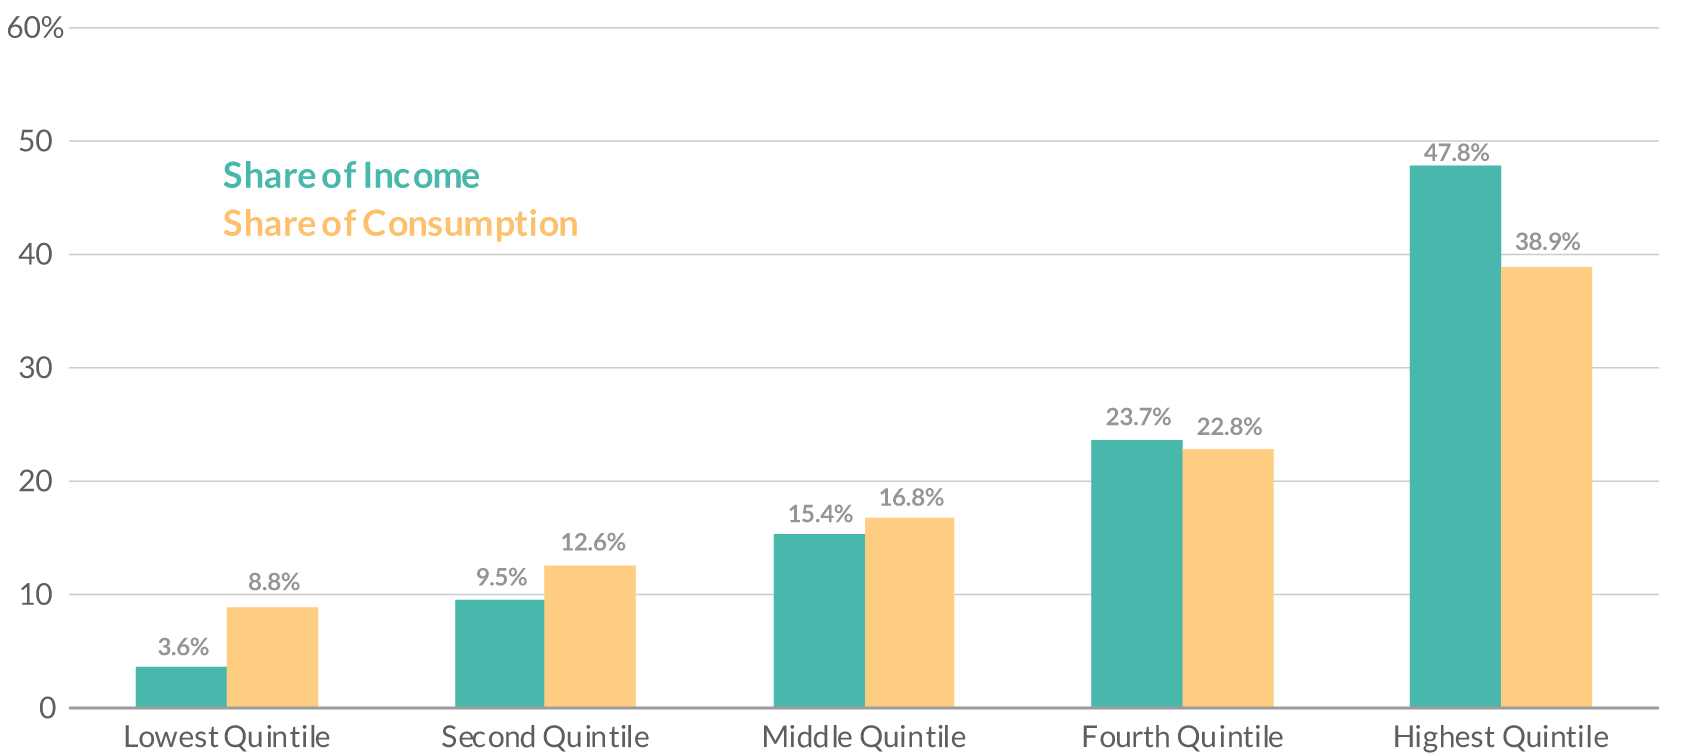 60%
50
40
30
20
10
0
Share of Income
Share of Consumption
3.6%
8.8%
9.5%
12.6%
15.4%
16.8%
23.7%
22.8%
47.8%
38.9%
Lowest Quintile
Second Quintile
Middle Quintile
Fourth Quintile
Highest Quintile